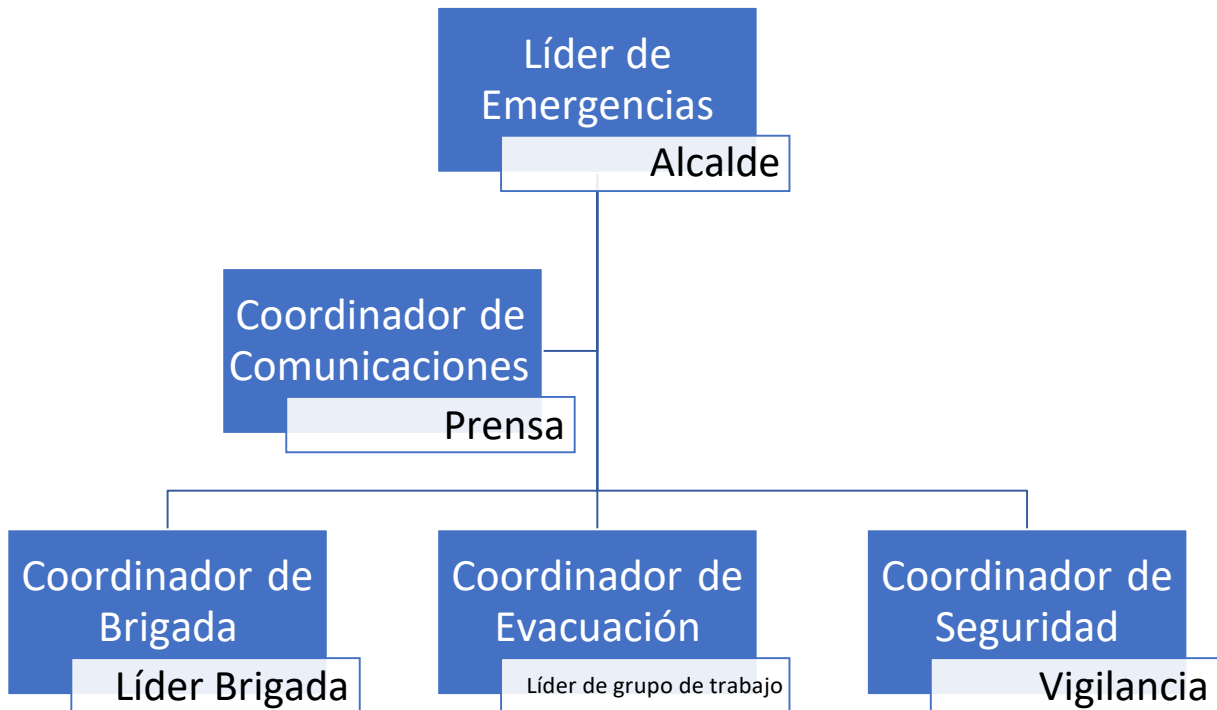 Líder de
Emergencias
Alcalde
Coordinador de
Comunicaciones
Prensa
Coordinador de
Brigada
Líder Brigada
Coordinador de
Evacuación
Líder de grupo de trabajo
Coordinador de
Seguridad
Vigilancia